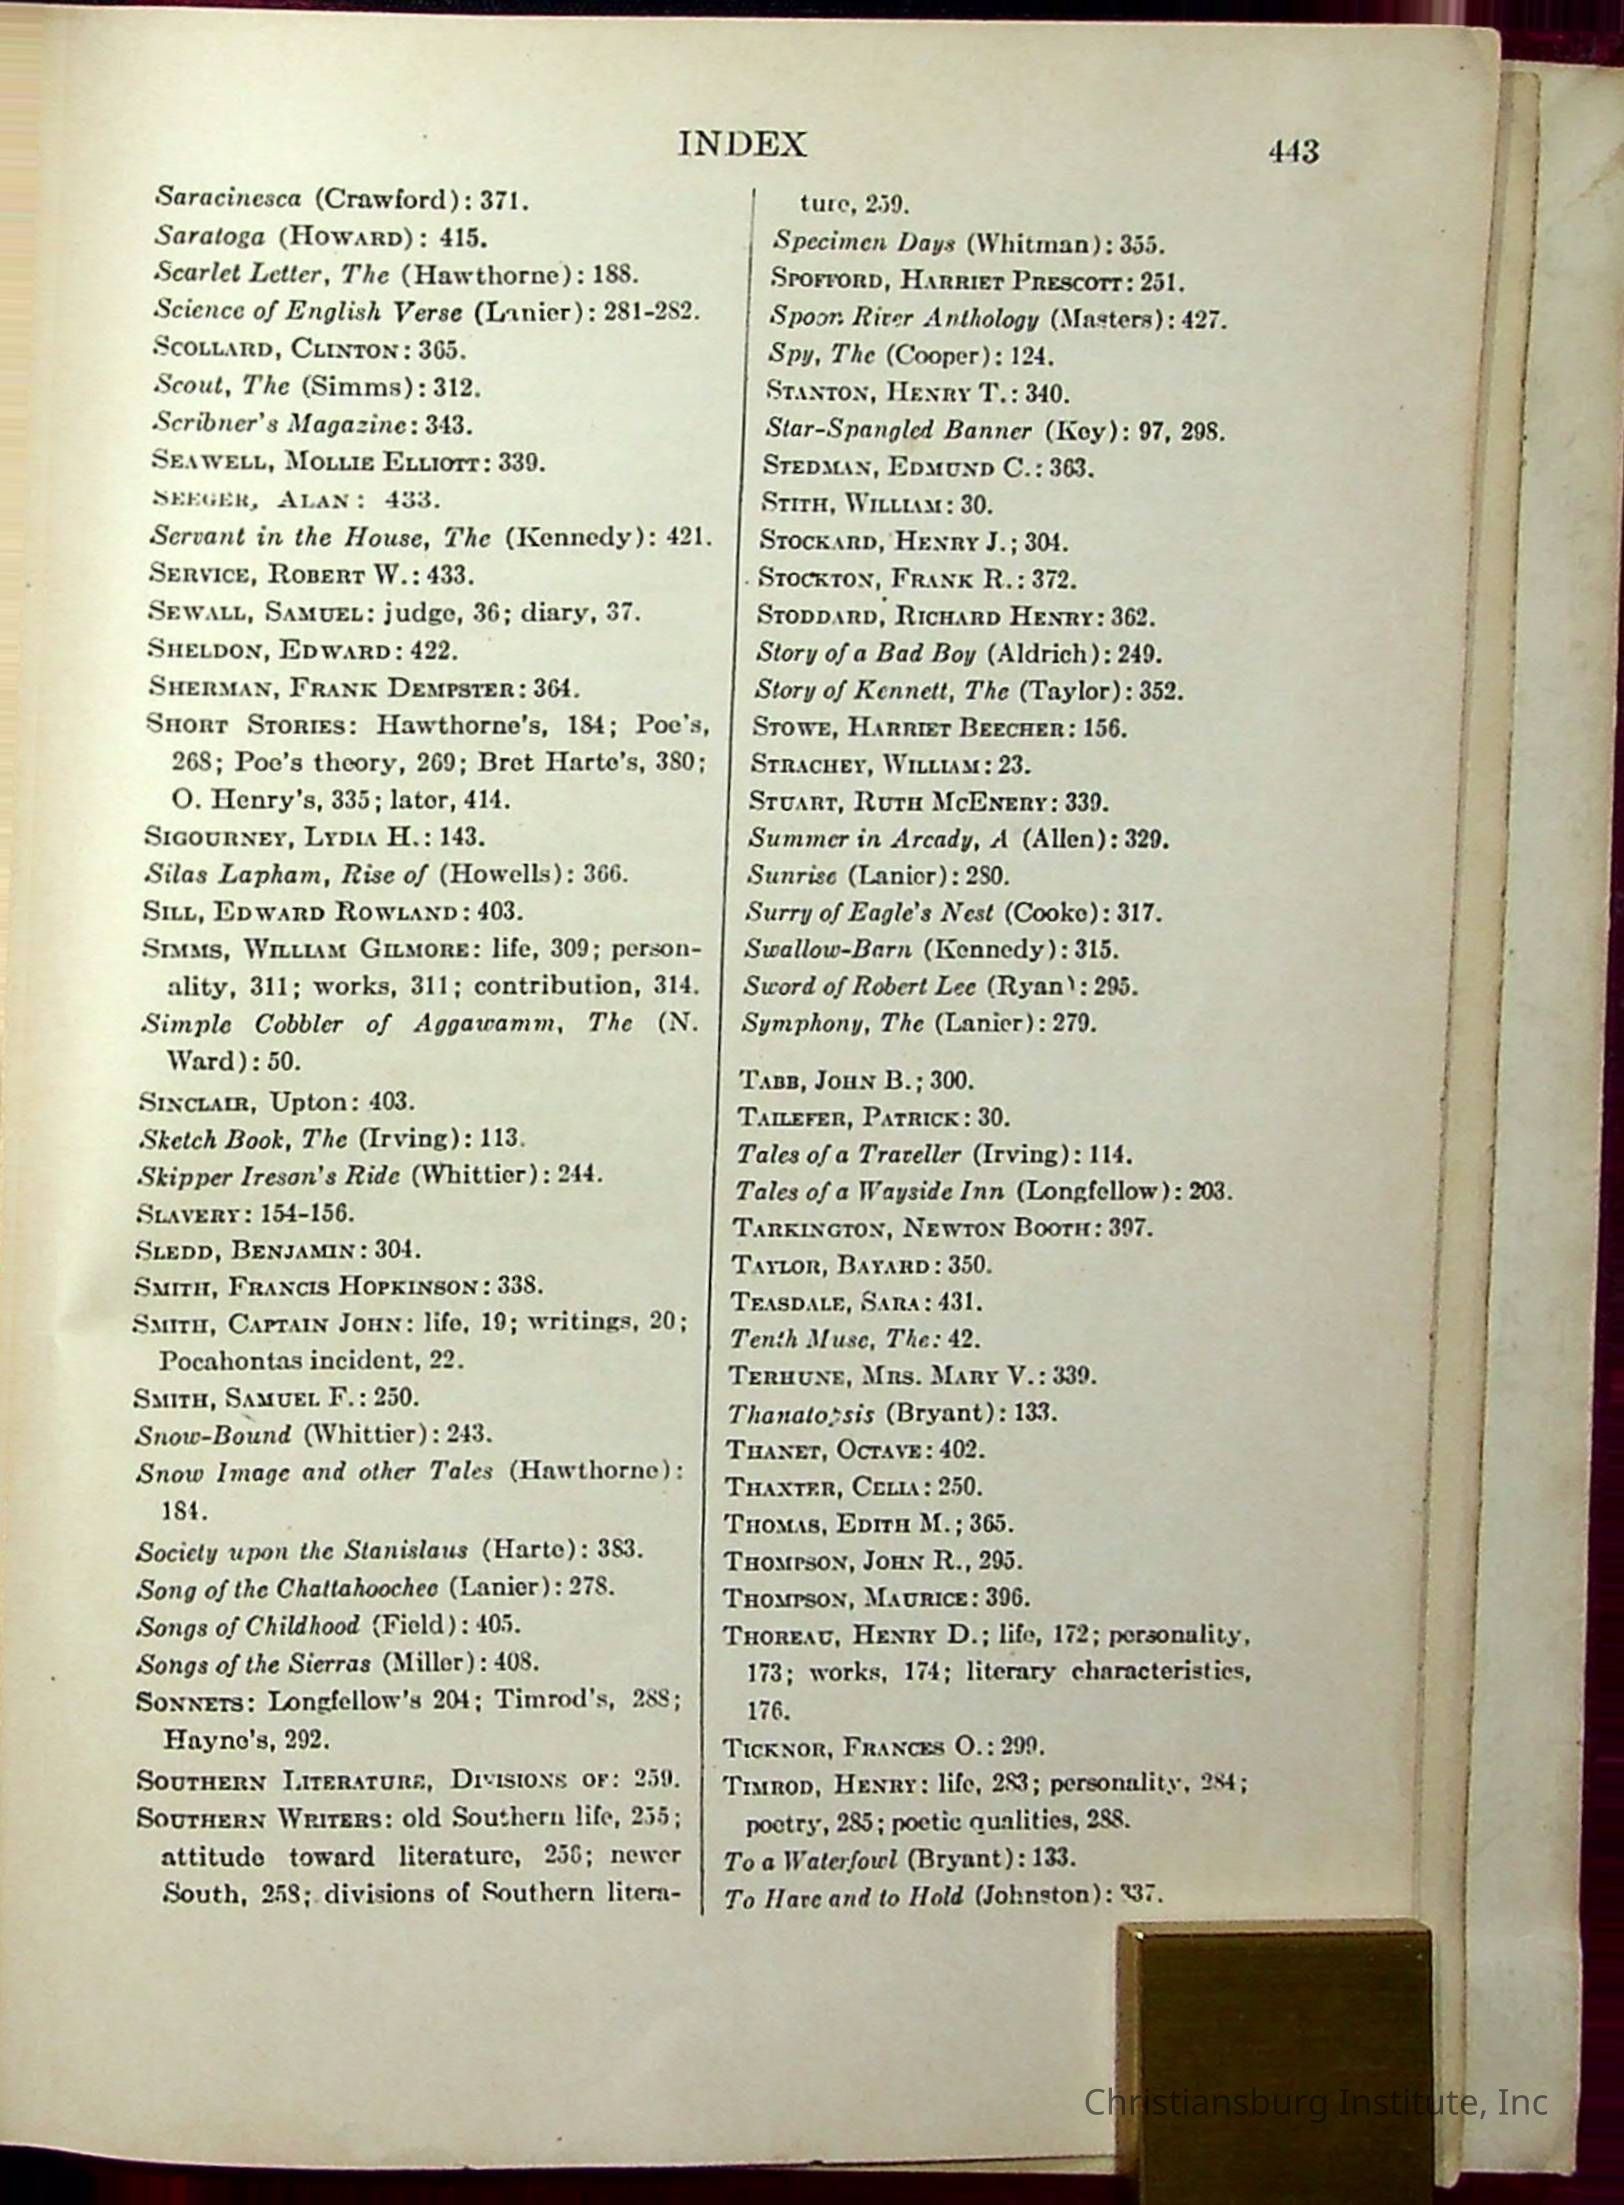 INDEX
443
Saracinesca (Crawford): 371.
Saratoga (HOWARD): 415.
Scarlet Letter, The (Hawthorne): 188.
Science of English Verse (Lanier): 281-282.
SCOLLARD, CLINTON: 365.
Scout, The (Simms): 312.
Scribner's Magazine: 343.
SEAWELL, MOLLIE ELLIOTT: 339.
SEEGER, ALAN: 433.
Servant in the House, The (Kennedy): 421.
SERVICE, ROBERT W.: 433.
SEWALL, SAMUEL: judge, 36; diary, 37.
SHELDON, EDWARD: 422.
SHERMAN, FRANK DEMPSTER: 364.
SHORT STORIES: Hawthorne's, 184; Poe's,
268; Poe's theory, 269; Bret Harte's, 380;
O. Henry's, 335; later, 414.
SIGOURNEY, LYDIA H.: 143.
Silas Lapham, Rise of (Howells): 366.
SILL, EDWARD ROWLAND: 403.
SIMMS, WILLIAM GILMORE: life, 309; person-
ality, 311; works, 311; contribution, 314.
Simple Cobbler of Aggawamm, The (N.
Ward): 50.
SINCLAIR, Upton: 403.
Sketch Book, The (Irving): 113.
Skipper Ireson's Ride (Whittier): 244.
SLAVERY: 154-156.
SLEDD, BENJAMIN: 304.
SMITH, FRANCIS HOPKINSON: 338.
SMITH, CAPTAIN JOHN: life, 19; writings, 20;
Pocahontas incident, 22.
SMITH, SAMUEL F.: 250.
Snow-Bound (Whittier): 243.
Snow Image and other Tales (Hawthorne):
184.
Society upon the Stanislaus (Harte): 383.
Song of the Chattahoochee (Lanier): 278.
Songs of Childhood (Field): 405.
Songs of the Sierras (Miller): 408.
SONNETS: Longfellow's 204; Timrod's, 288;
Hayne's, 292.
SOUTHERN LITERATURE, DIVISIONS OF: 259.
SOUTHERN WRITERS: old Southern life, 255;
attitude toward literature, 256; newer
South, 258; divisions of Southern litera-
ture, 259.
Specimen Days (Whitman): 355.
SPOFFORD, HARRIET PRESCOTT: 251.
Spoon River Anthology (Masters): 427.
Spy, The (Cooper): 124.
STANTON, HENRY T.: 340.
Star-Spangled Banner (Key): 97, 298.
STEDMAN, EDMUND C.: 363.
STITH, WILLIAM: 30.
STOCKARD, HENRY J.; 304.
STOCKTON, FRANK R.: 372.
STODDARD, RICHARD HENRY: 362.
Story of a Bad Boy (Aldrich): 249.
Story of Kennett, The (Taylor): 352.
STOWE, HARRIET BEECHER: 156.
STRACHEY, WILLIAM: 23.
STUART, RUTH MCENERY: 339.
Summer in Arcady, A (Allen): 329.
Sunrise (Lanier): 280.
Surry of Eagle's Nest (Cooke): 317.
Swallow-Barn (Kennedy): 315.
Sword of Robert Lee (Ryan): 295.
Symphony, The (Lanier): 279.
TABB, JOHN B.; 300.
TAILEFER, PATRICK: 30.
Tales of a Traveller (Irving): 114.
Tales of a Wayside Inn (Longfellow): 203.
TARKINGTON, NEWTON BOOTH: 397.
TAYLOR, BAYARD: 350.
TEASDALE, SARA: 431.
Tenth Muse, The: 42.
TERHUNE, MRS. MARY V.: 339.
Thanatopsis (Bryant): 133.
THANET, OCTAVE: 402.
THAXTER, CELIA: 250.
THOMAS, EDITH M.; 365.
THOMPSON, JOHN R., 295.
THOMPSON, MAURICE: 396.
THOREAU, HENRY D.; life, 172; personality,
173; works, 174; literary characteristics,
176.
TICKNOR, FRANCES O.: 299.
TIMROD, HENRY: life, 283; personality, 284;
poetry, 285; poetic qualities, 288.
To a Waterfowl (Bryant): 133.
To Have and to Hold (Johnston): 337.
Christiansburg Institute, Inc